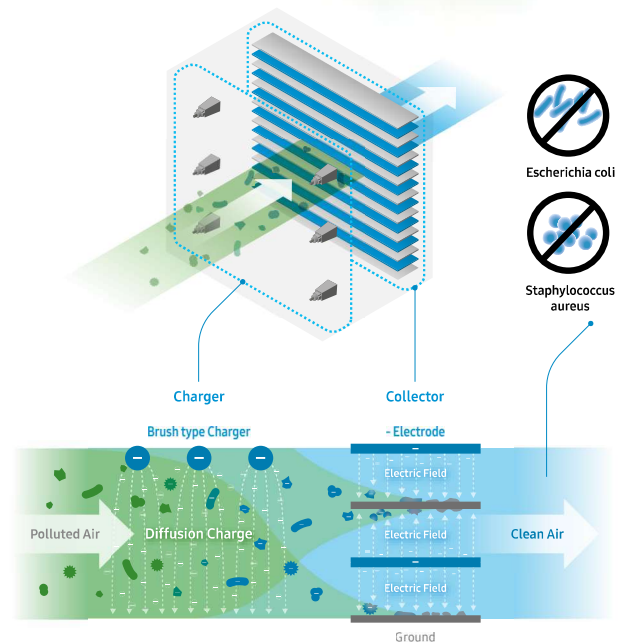 Escherichia coli
Staphylococcus
aureus
Charger
Collector
Brush type Charger
- Electrode
Electric Field
Polluted Air
Diffusion Charge
Electric Field
Clean Air
Electric Field
Ground